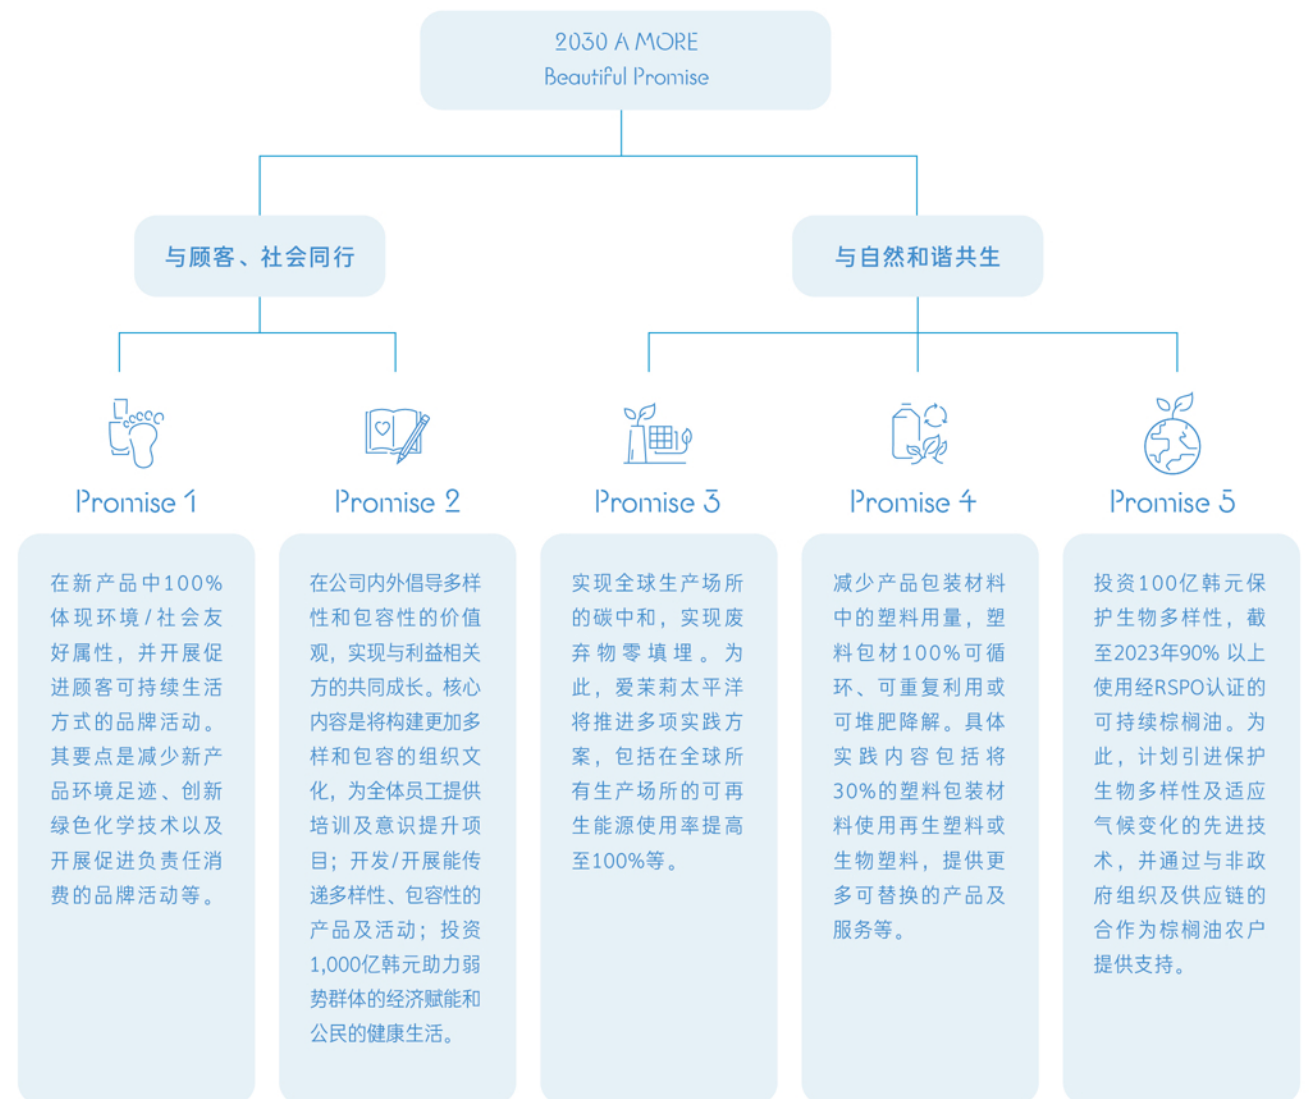 2030 A MORE
Beautiful Promise
与顾客、社会同行
与自然和谐共生
Promise 1
在新产品中100%
体现环境/社会友
好属性，并开展促
进顾客可持续生活
方式的品牌活动。
其要点是减少新产
品环境足迹、创新
绿色化学技术以及
开展促进负责任消
费的品牌活动等。
Promise 2
在公司内外倡导多样
性和包容性的价值
观，实现与利益相关
方的共同成长。核心
内容是将构建更加多
样和包容的组织文
化，为全体员工提供
培训及意识提升项
目；开发/开展能传
递多样性、包容性的
产品及活动；投资
1,000亿韩元助力弱
势群体的经济赋能和
公民的健康生活。
Promise 3
实现全球生产场所
的碳中和，实现废
弃物零填埋。为
此，爱茉莉太平洋
将推进多项实践方
案，包括在全球所
有生产场所的可再
生能源使用率提高
至100%等。
Promise 4
减少产品包装材料
中的塑料用量，塑
料包材100%可循
环、可重复利用或
可堆肥降解。具体
实践内容包括将
30%的塑料包装材
料使用再生塑料或
生物塑料，提供更
多可替换的产品及
服务等。
Promise 5
投资100亿韩元保
护生物多样性，截
至2023年90% 以上
使用经RSPO认证的
可持续棕榈油。为
此，计划引进保护
生物多样性及适应
气候变化的先进技
术，并通过与非政
府组织及供应链的
合作为棕榈油农户
提供支持。